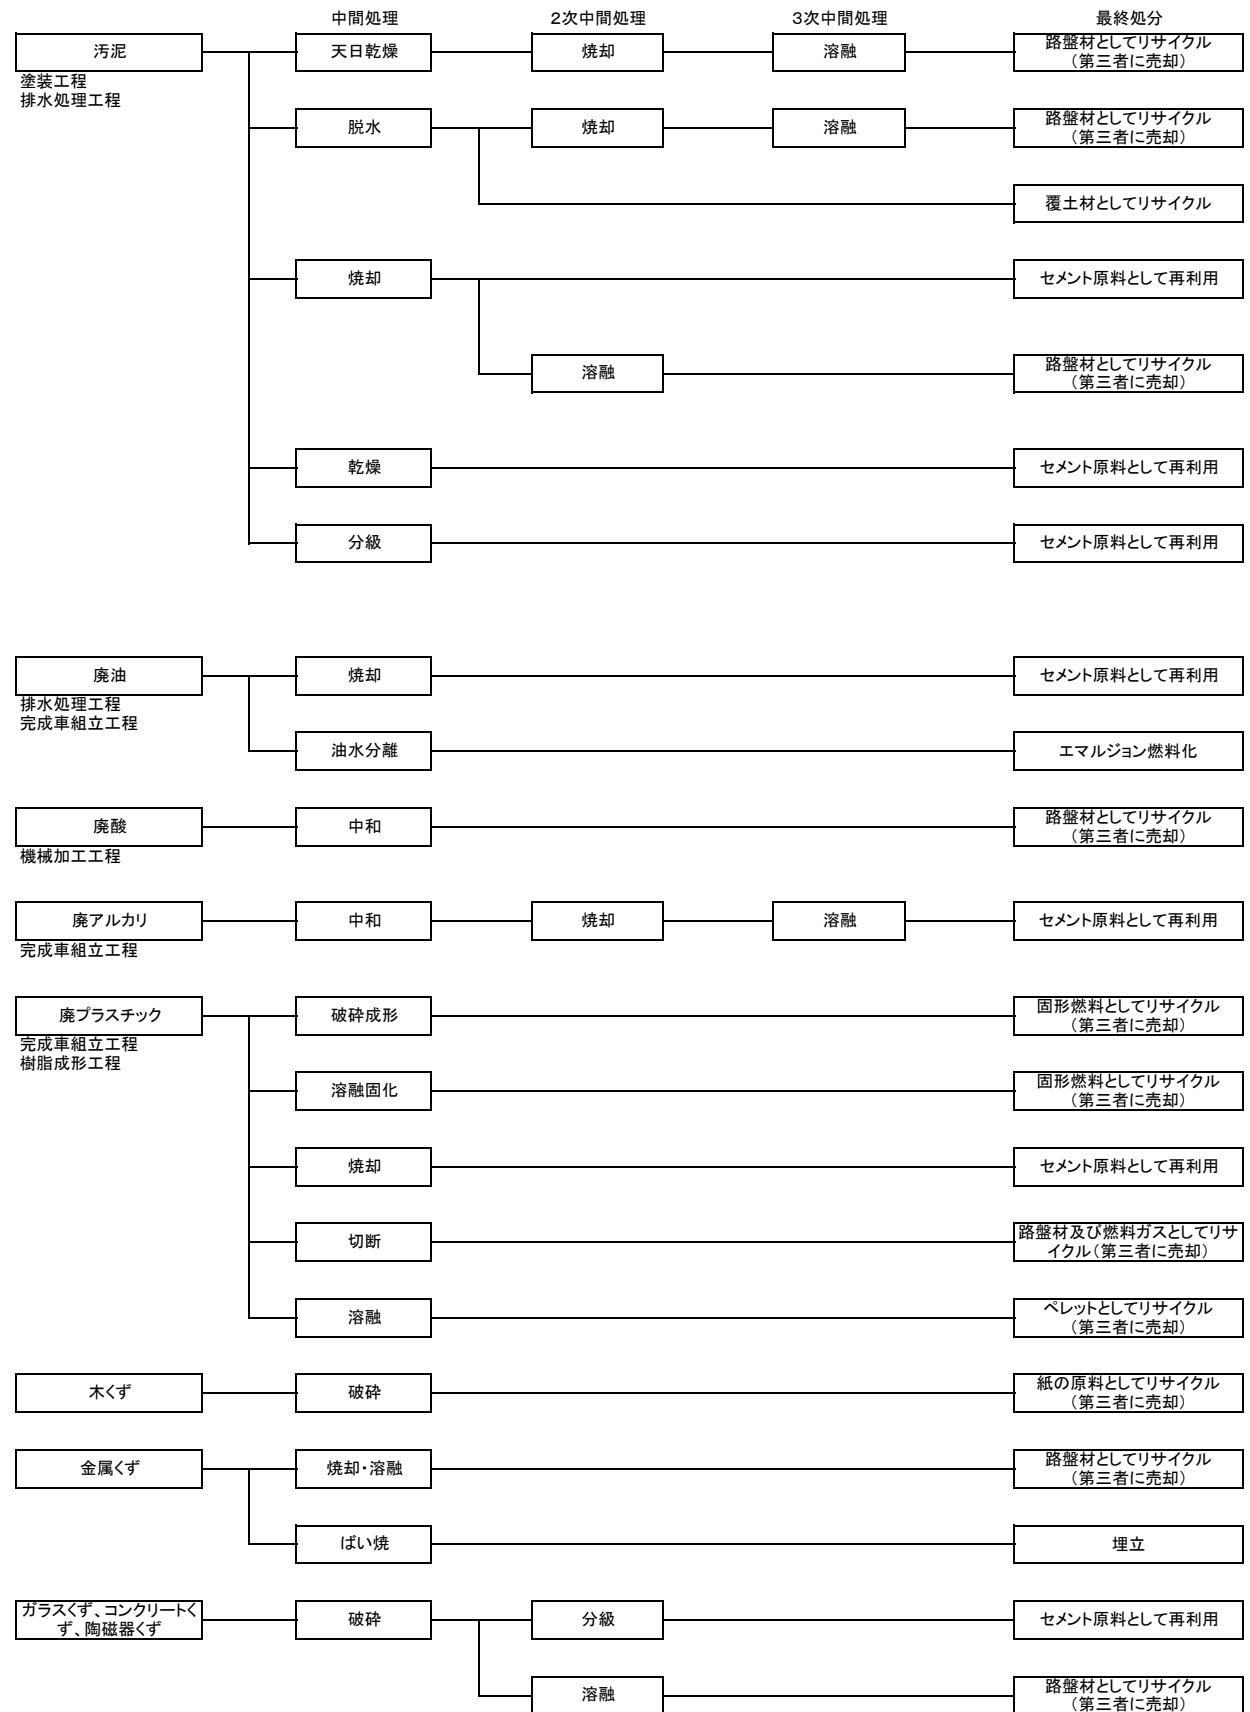 中間処理
2次中間処理
3次中間処理
最終処分
汚泥
塗装工程
排水処理工程
天日乾燥
焼却
溶融
路盤材としてリサイクル
（第三者に売却）
脱水
焼却
溶融
路盤材としてリサイクル
（第三者に売却）
覆土材としてリサイクル
焼却
セメント原料として再利用
溶融
路盤材としてリサイクル
（第三者に売却）
乾燥
セメント原料として再利用
分級
セメント原料として再利用
廃油
排水処理工程
完成車組立工程
焼却
セメント原料として再利用
油水分離
エマルジョン燃料化
廃酸
機械加工工程
中和
路盤材としてリサイクル
（第三者に売却）
廃アルカリ
完成車組立工程
中和
焼却
溶融
セメント原料として再利用
廃プラスチック
完成車組立工程
樹脂成形工程
破砕成形
固形燃料としてリサイクル
（第三者に売却）
溶融固化
固形燃料としてリサイクル
（第三者に売却）
焼却
セメント原料として再利用
切断
路盤材及び燃料ガスとしてリサ
イクル（第三者に売却）
溶融
ペレットとしてリサイクル
（第三者に売却）
木くず
破砕
紙の原料としてリサイクル
（第三者に売却）
金属くず
焼却・溶融
路盤材としてリサイクル
（第三者に売却）
ばい焼
埋立
ガラスくず、コンクリートく
ず、陶磁器くず
破砕
分級
セメント原料として再利用
溶融
路盤材としてリサイクル
（第三者に売却）